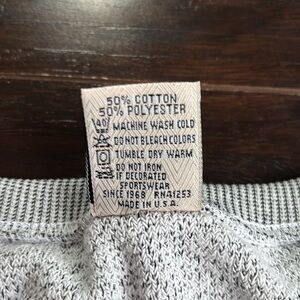 50% COTTON
50% POLYESTER
MACHINE WASH COLD
DO NOT BLEACH COLORS
TUMBLE DRY WARM
DO NOT IRON
IF DECORATED
SPORTSWEAR
SINCE 1968 / RN41253
MADE IN U.S.A.